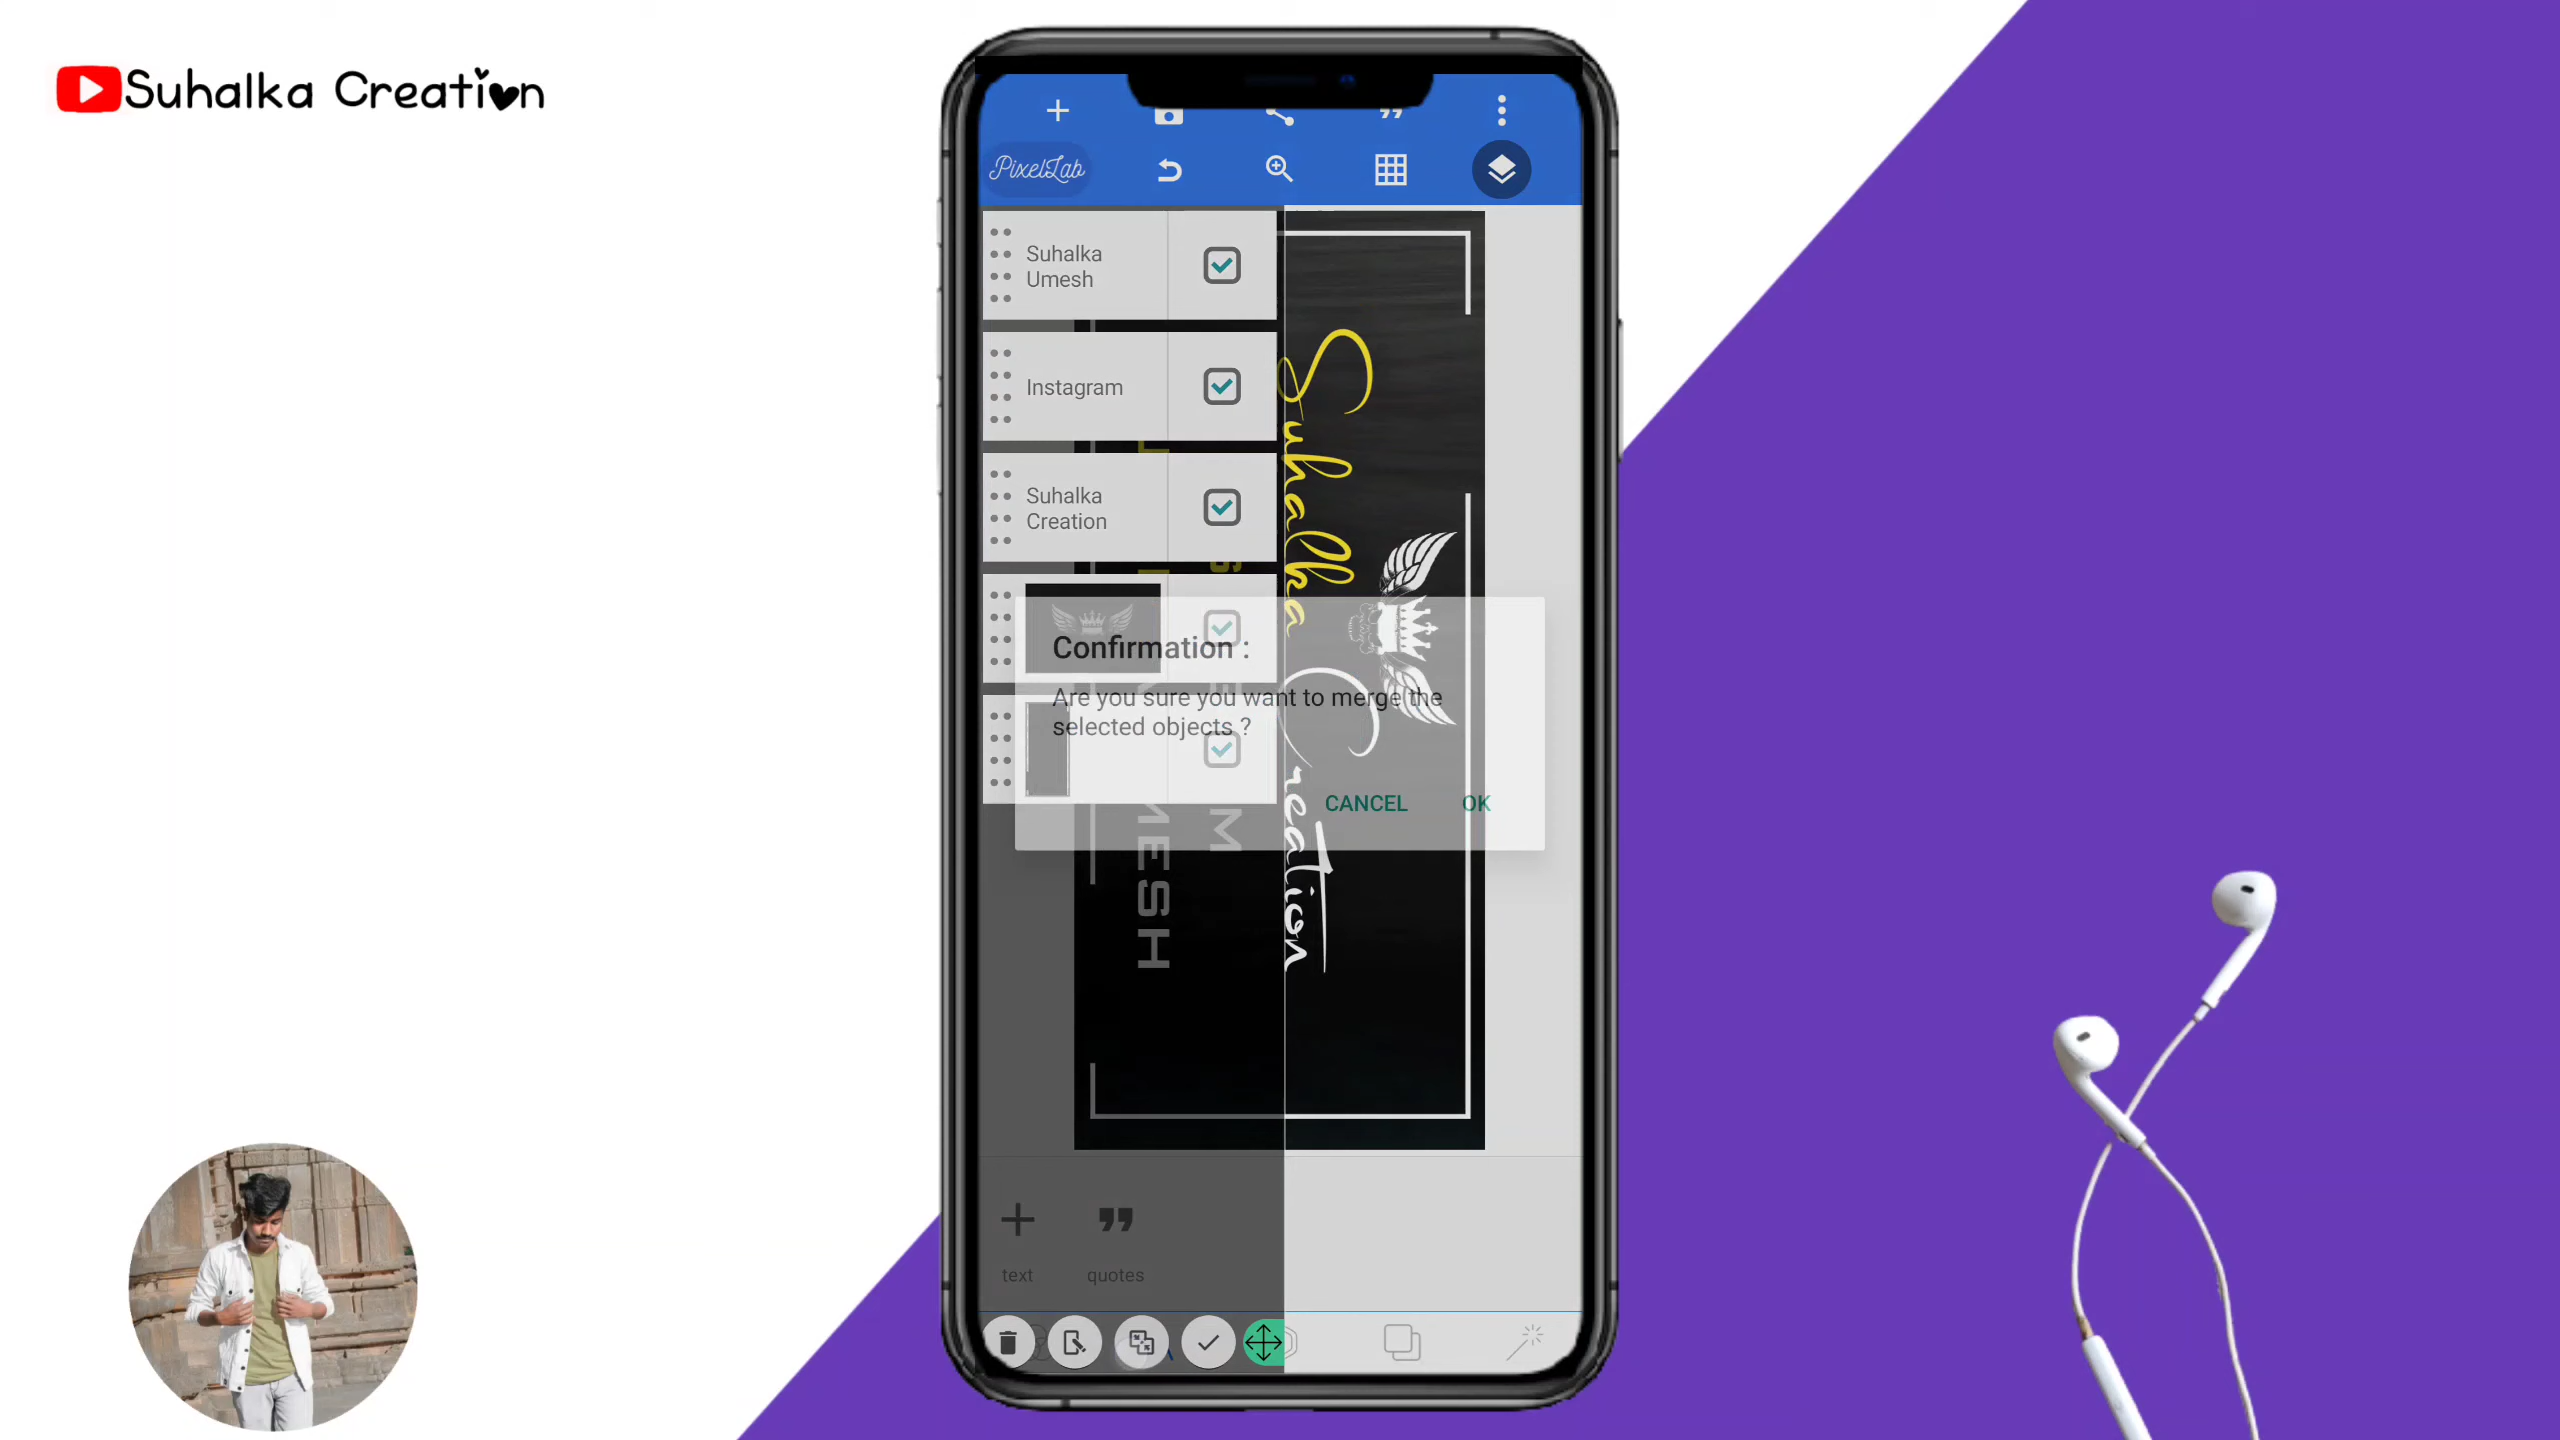 Suhalka Creation
PixelLab
Suhalka
Umesh
Instagram
Suhalka
Creation
Confirmation :
Are you sure you want to merge the
selected objects ?
CANCEL
OK
Suhalka Creation
MESH
M
text
quotes